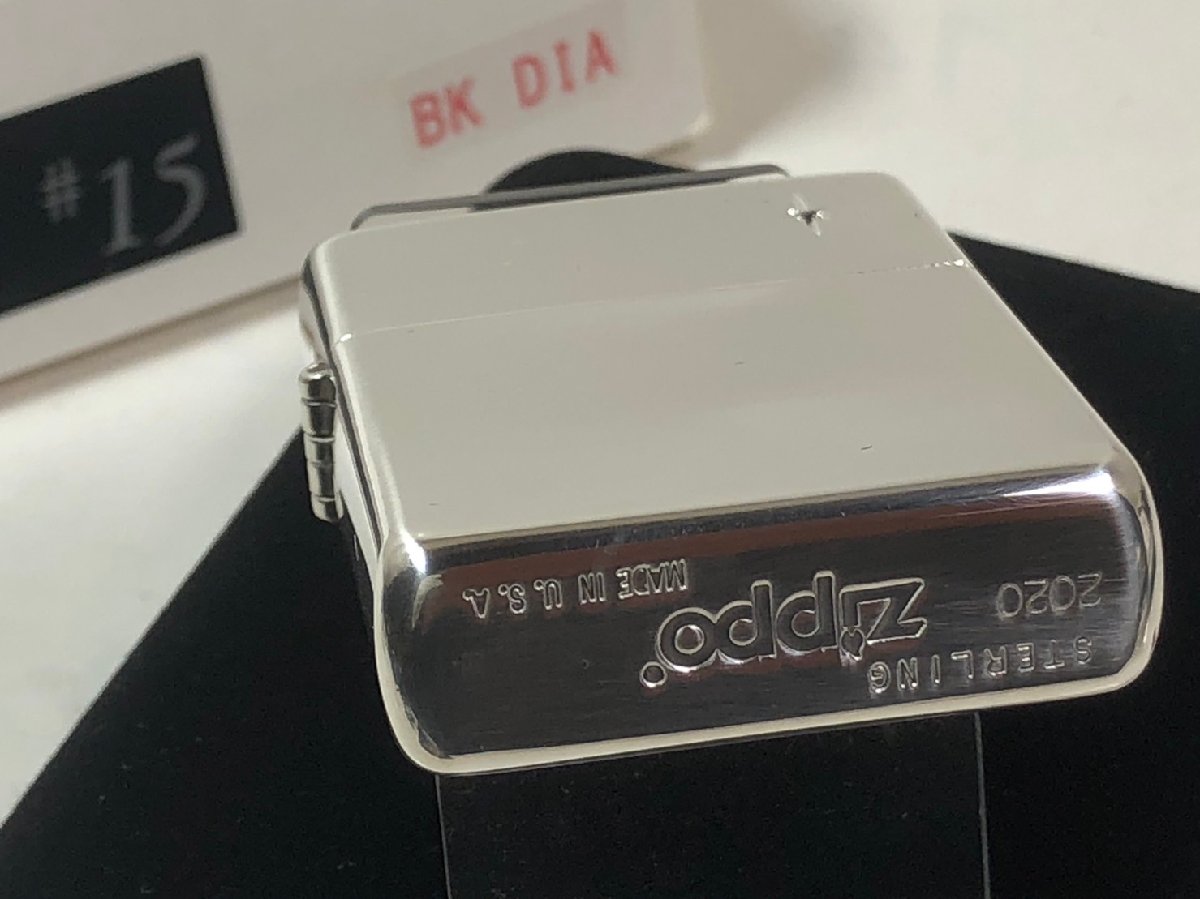 BK DIA
#15
STERLING
2020
zippo
MADE IN U.S.A.